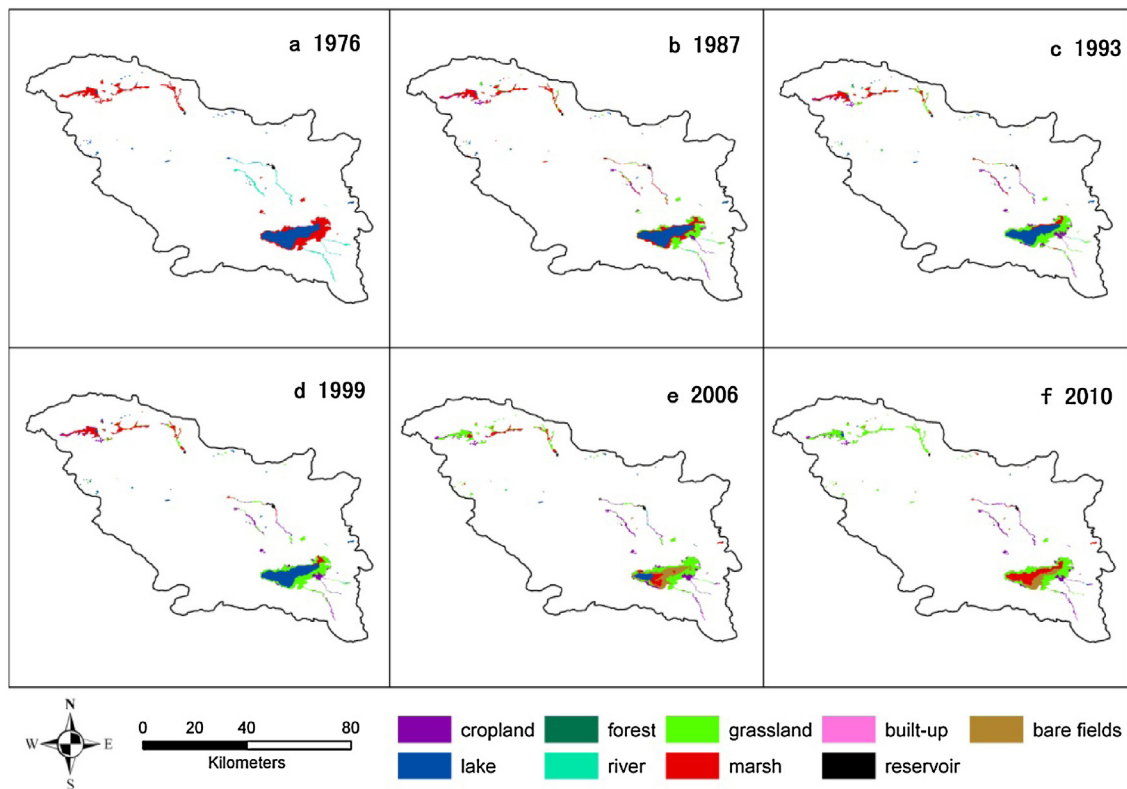 a 1976
b 1987
c 1993
d 1999
e 2006
f 2010
N
W E
S
0 20 40 80
Kilometers
cropland forest grassland built-up bare fields
lake river marsh reservoir